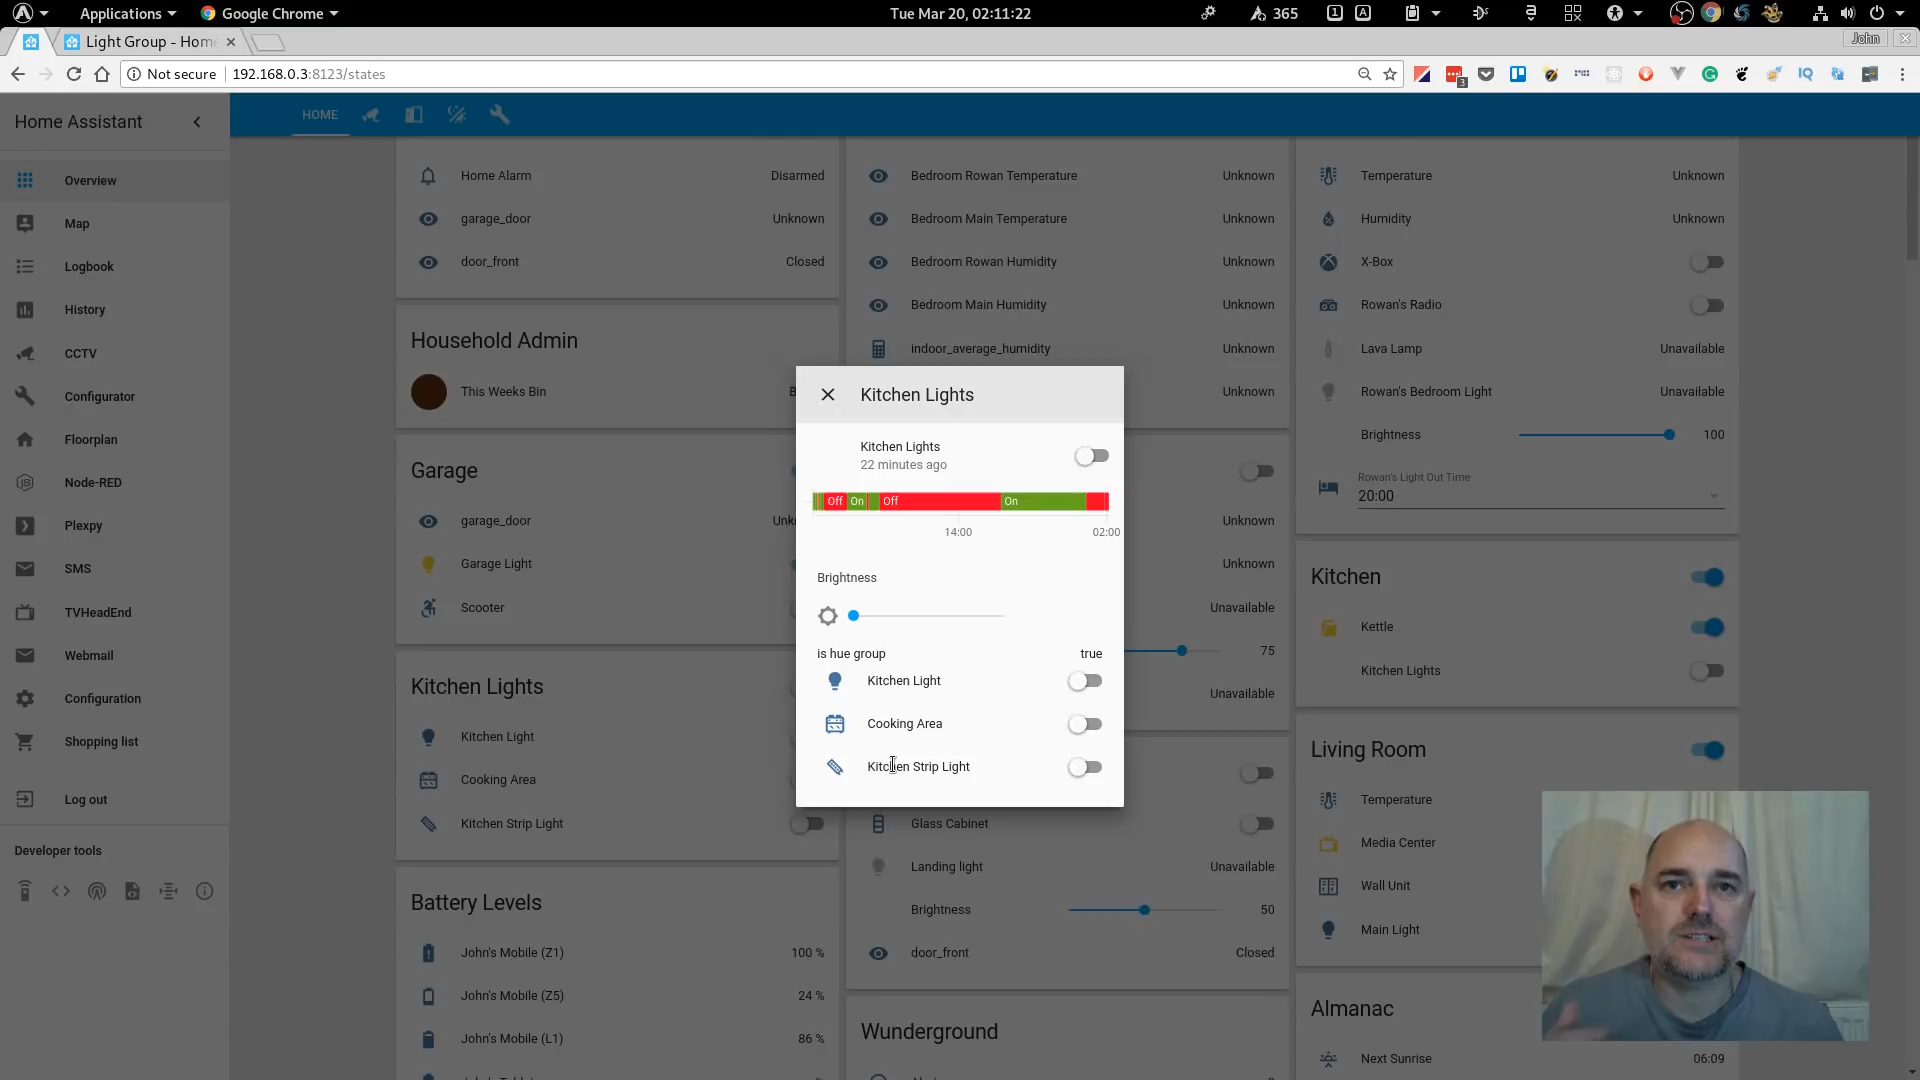 Applications
Google Chrome
Tue Mar 20, 02:11:22
365
1
A
Light Group - Hom
John
Not secure
192.168.0.3:8123/states
3
IQ
Home Assistant
HOME
Overview
Map
Logbook
History
CCTV
Configurator
Floorplan
Node-RED
Plexpy
SMS
TVHeadEnd
Webmail
Configuration
Shopping list
Log out
Developer tools
Home Alarm Disarmed
garage_door Unknown
door_front Closed
Household Admin
This Weeks Bin B
Garage
garage_door Unk
Garage Light
Scooter
Kitchen Lights
Kitchen Light
Cooking Area
Kitchen Strip Light
Battery Levels
John's Mobile (Z1) 100 %
John's Mobile (Z5) 24 %
John's Mobile (L1) 86 %
Bedroom Rowan Temperature Unknown
Bedroom Main Temperature Unknown
Bedroom Rowan Humidity Unknown
Bedroom Main Humidity Unknown
indoor_average_humidity Unknown
Unknown
Kitchen Lights
Kitchen Lights
22 minutes ago
Off On Off On
14:00 02:00
Brightness
is hue group true
Kitchen Light
Cooking Area
Kitchen Strip Light
Unknown
Unknown
Unavailable
75
Unavailable
Glass Cabinet
Landing light Unavailable
Brightness 50
door_front Closed
Wunderground
Temperature Unknown
Humidity Unknown
X-Box
Rowan's Radio
Lava Lamp Unavailable
Rowan's Bedroom Light Unavailable
Brightness 100
Rowan's Light Out Time
20:00
Kitchen
Kettle
Kitchen Lights
Living Room
Temperature
Media Center
Wall Unit
Main Light
Almanac
Next Sunrise 06:09